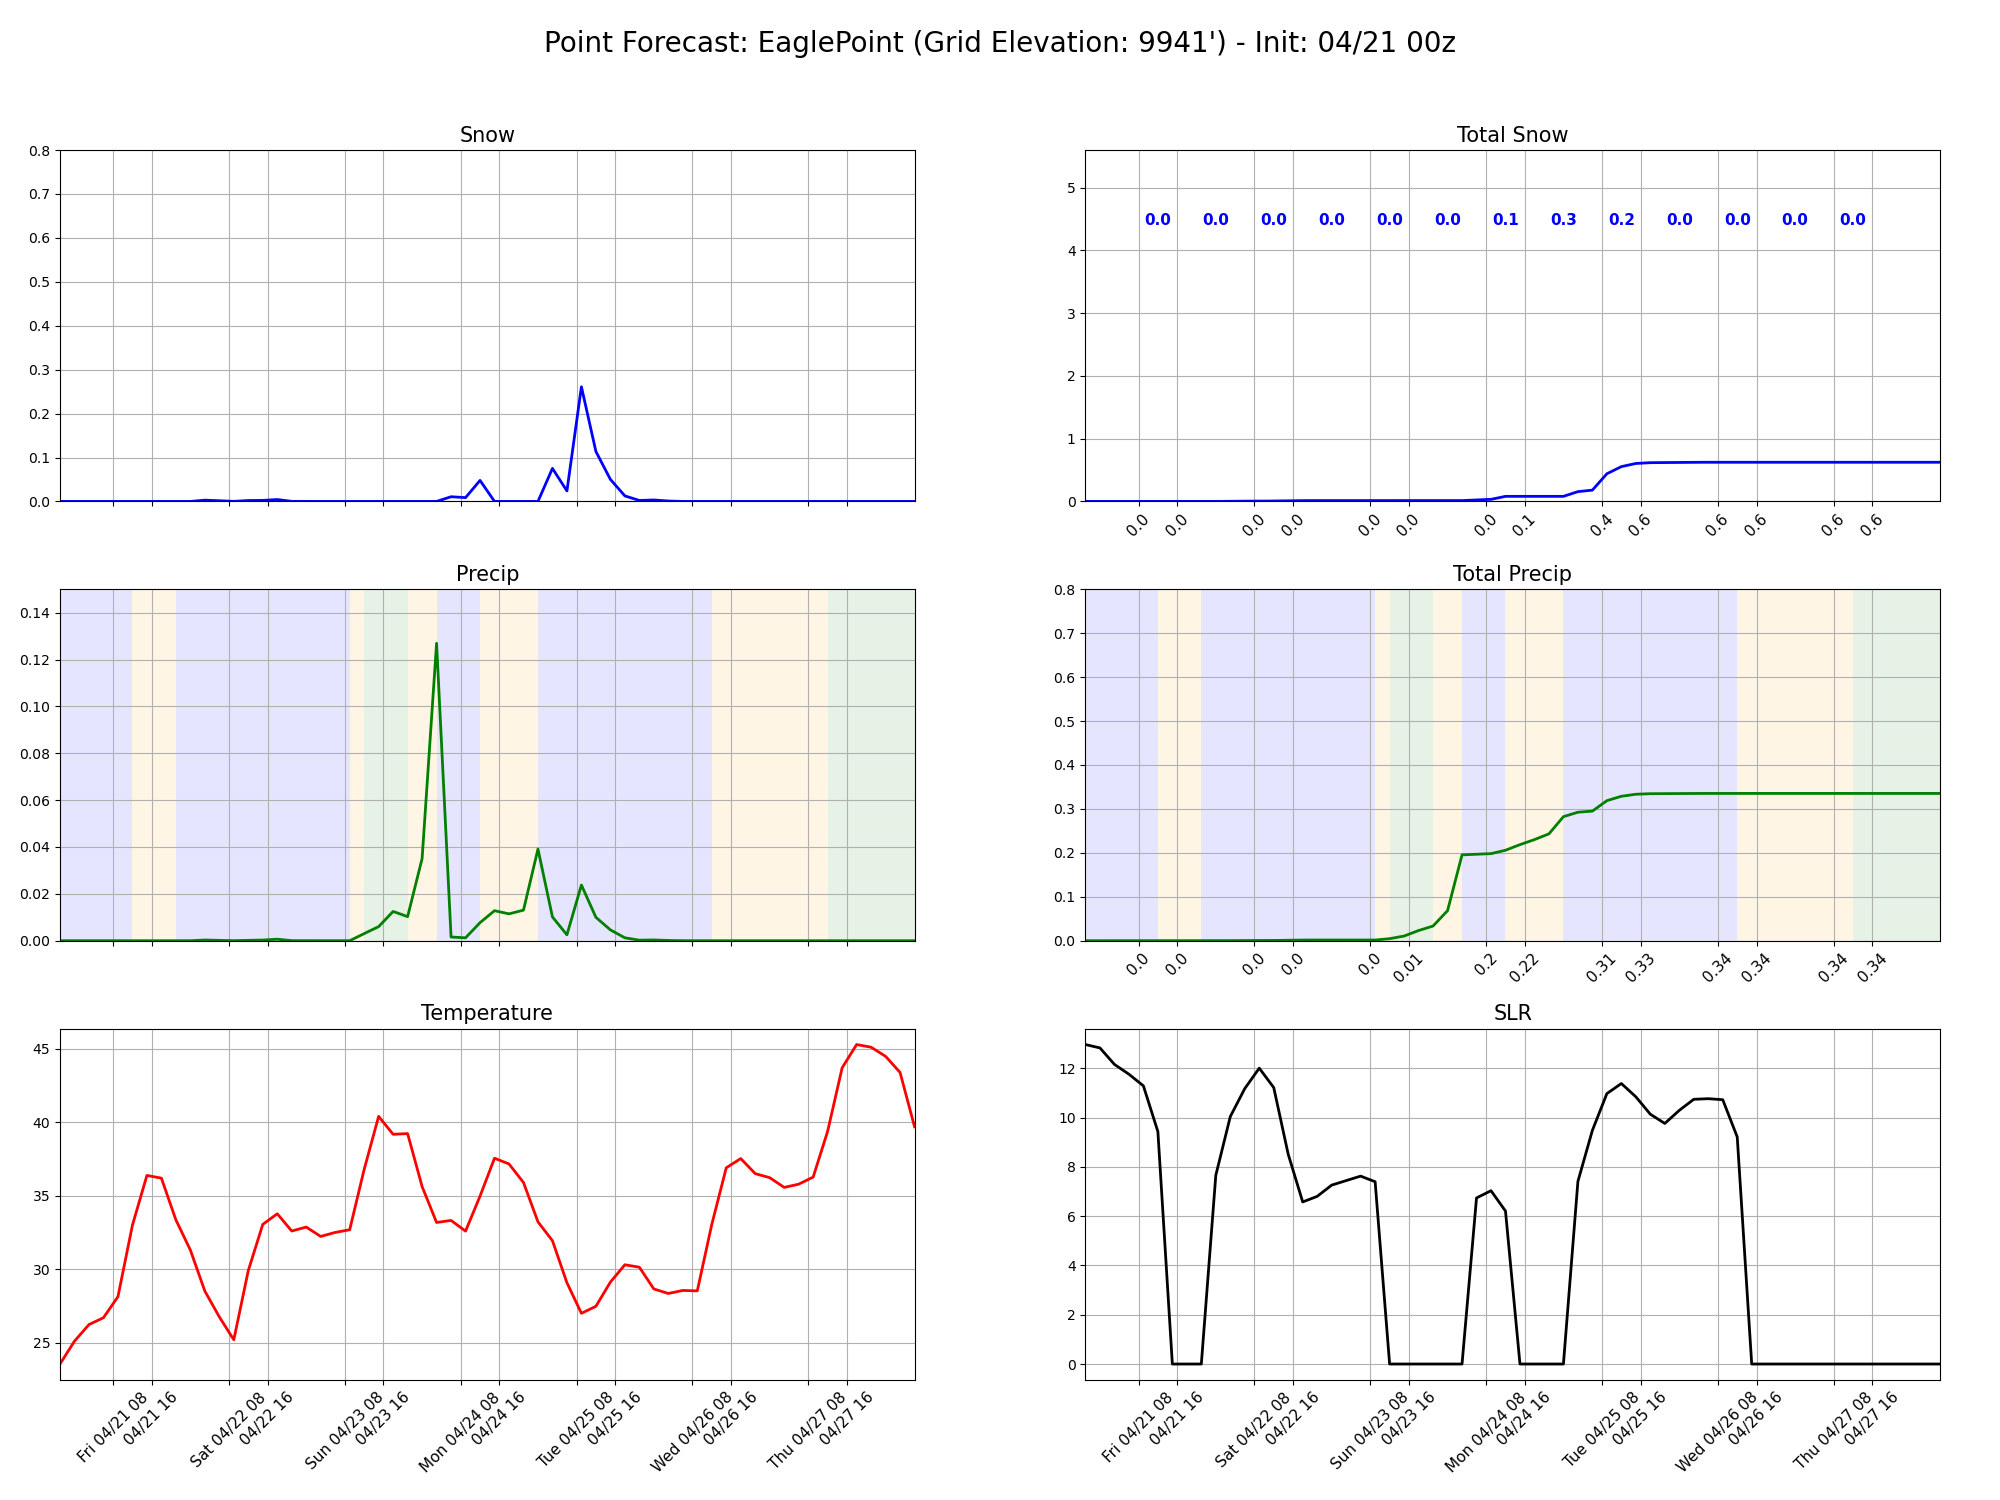 Point Forecast: EaglePoint (Grid Elevation: 9941') - Init: 04/21 00z
Snow
0.8
0.7
0.6
0.5
0.4
0.3
0.2
0.1
0.0
Total Snow
5
4
3
2
1
0
0.0 0.0 0.0 0.0 0.0 0.0 0.1 0.3 0.2 0.0 0.0 0.0 0.0
0.0 0.0 0.0 0.0 0.0 0.0 0.0 0.1 0.4 0.6 0.6 0.6 0.6 0.6
Precip
0.14
0.12
0.10
0.08
0.06
0.04
0.02
0.00
Total Precip
0.8
0.7
0.6
0.5
0.4
0.3
0.2
0.1
0.0
0.0 0.0 0.0 0.0 0.0 0.01 0.2 0.22 0.31 0.33 0.34 0.34 0.34 0.34
Temperature
45
40
35
30
25
Fri 04/21 08
04/21 16
Sat 04/22 08
04/22 16
Sun 04/23 08
04/23 16
Mon 04/24 08
04/24 16
Tue 04/25 08
04/25 16
Wed 04/26 08
04/26 16
Thu 04/27 08
04/27 16
SLR
12
10
8
6
4
2
0
Fri 04/21 08
04/21 16
Sat 04/22 08
04/22 16
Sun 04/23 08
04/23 16
Mon 04/24 08
04/24 16
Tue 04/25 08
04/25 16
Wed 04/26 08
04/26 16
Thu 04/27 08
04/27 16